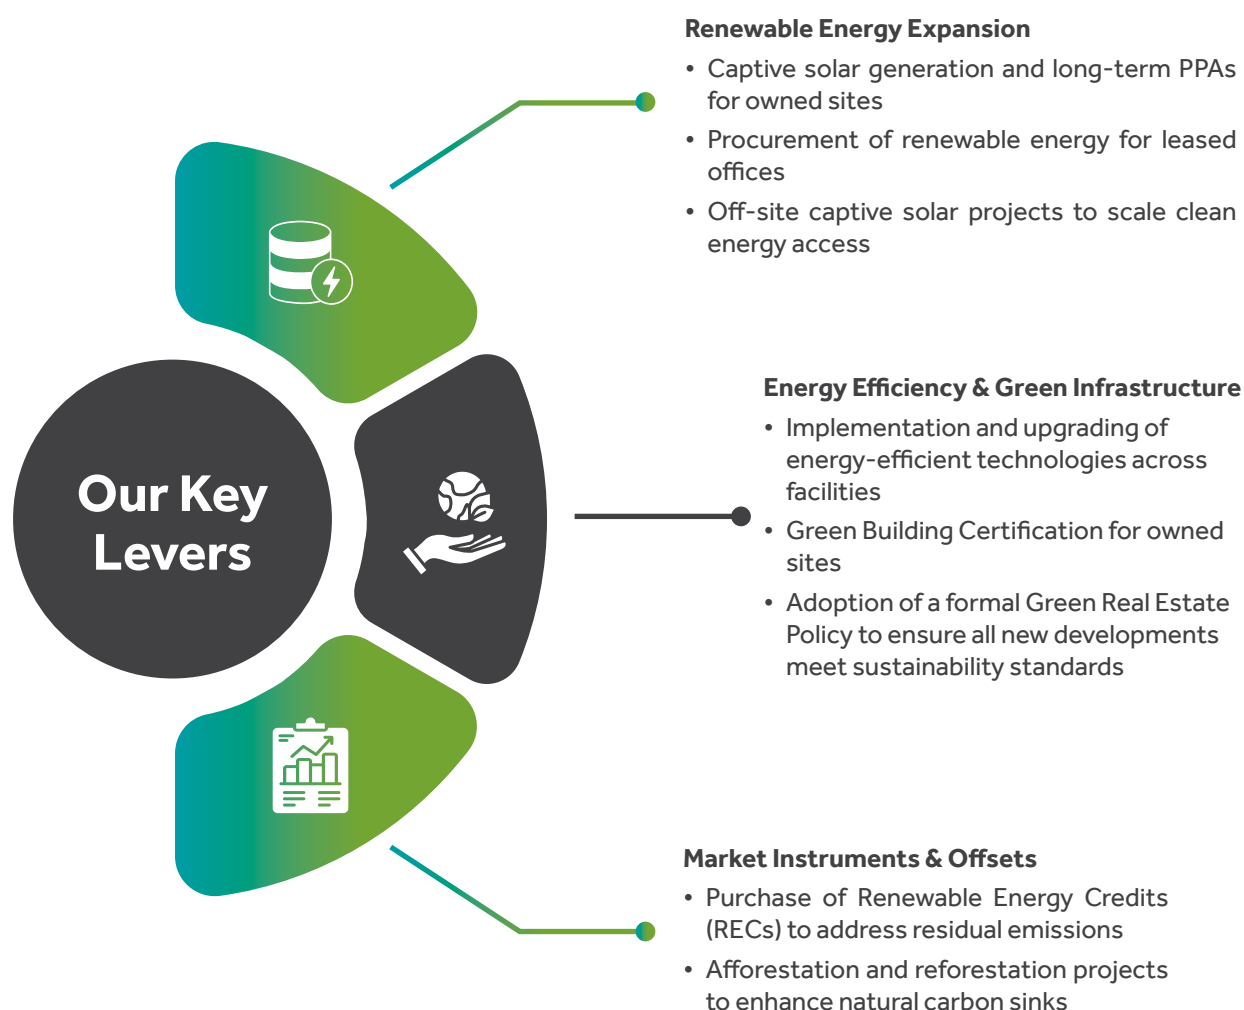 Renewable Energy Expansion
• Captive solar generation and long-term PPAs
for owned sites
• Procurement of renewable energy for leased
offices
• Off-site captive solar projects to scale clean
energy access
Our Key
Levers
Energy Efficiency & Green Infrastructure
• Implementation and upgrading of
energy-efficient technologies across
facilities
• Green Building Certification for owned
sites
• Adoption of a formal Green Real Estate
Policy to ensure all new developments
meet sustainability standards
Market Instruments & Offsets
• Purchase of Renewable Energy Credits
(RECs) to address residual emissions
• Afforestation and reforestation projects
to enhance natural carbon sinks